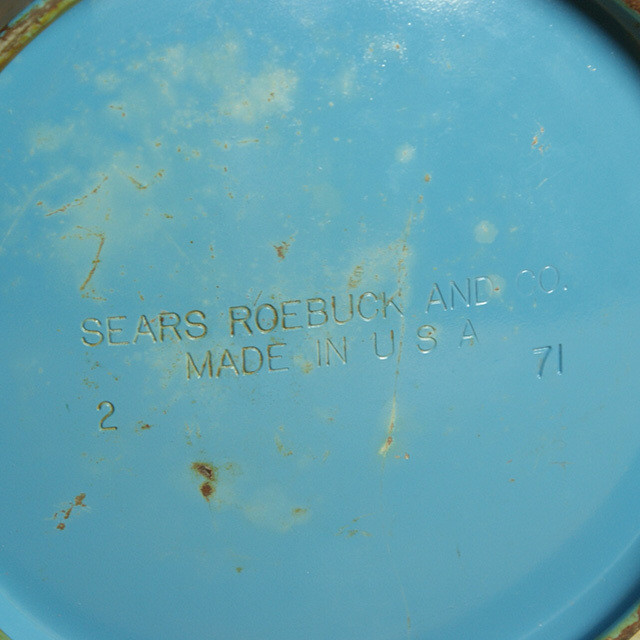 SEARS ROEBUCK AND CO.
MADE IN U S A
2 71